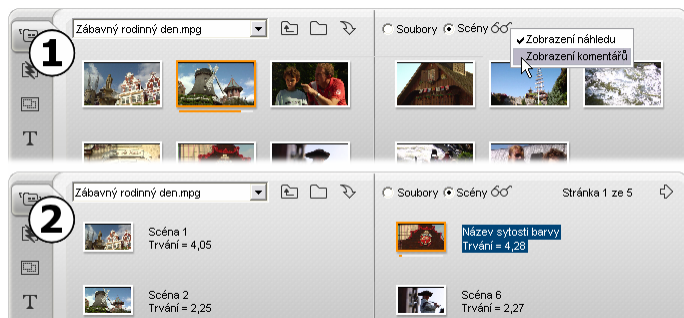 1
Zábavný rodinný den.mpg
Soubory Scény
Zobrazení náhledu
Zobrazení komentářů
T
2
Zábavný rodinný den.mpg
Soubory Scény
Stránka 1 ze 5
Scéna 1
Trvání = 4,05
Název sytosti barvy
Trvání = 4,28
Scéna 2
Trvání = 2,25
Scéna 6
Trvání = 2,27
T